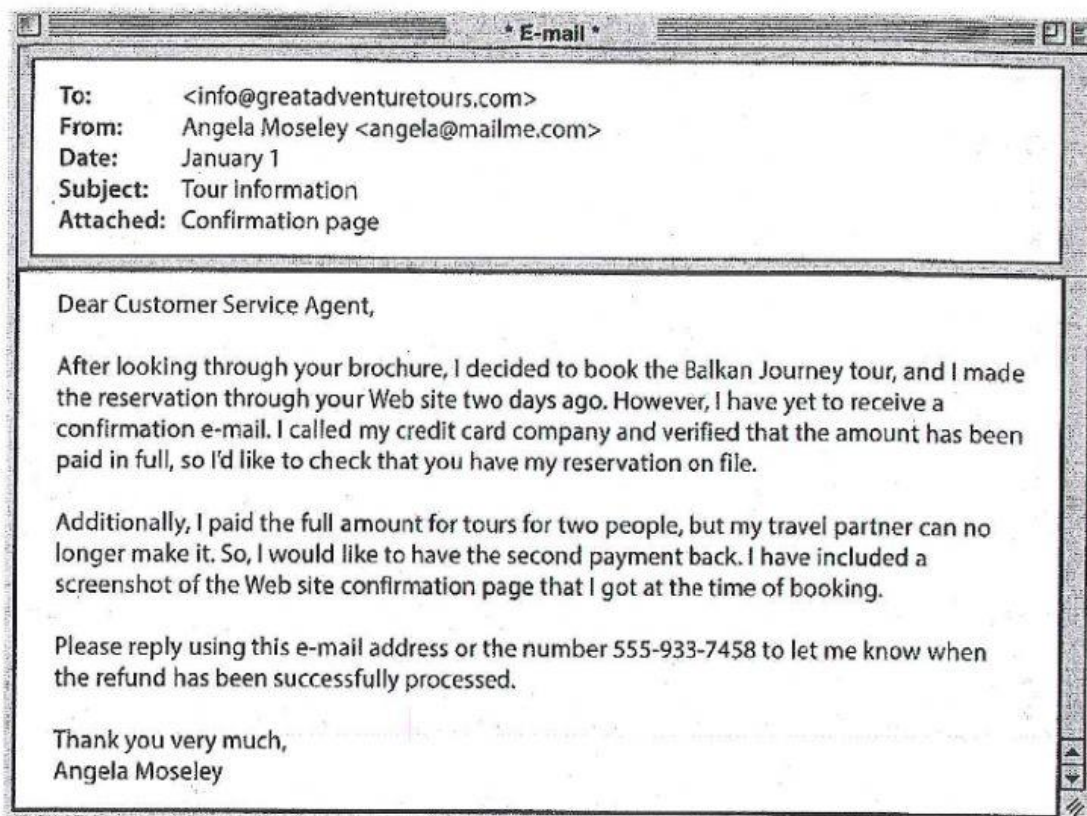 * E-mail *
To: <info@greatadventuretours.com>
From: Angela Moseley <angela@mailme.com>
Date: January 1
Subject: Tour information
Attached: Confirmation page
Dear Customer Service Agent,
After looking through your brochure, I decided to book the Balkan Journey tour, and I made
the reservation through your Web site two days ago. However, I have yet to receive a
confirmation e-mail. I called my credit card company and verified that the amount has been
paid in full, so I'd like to check that you have my reservation on file.
Additionally, I paid the full amount for tours for two people, but my travel partner can no
longer make it. So, I would like to have the second payment back. I have included a
screenshot of the Web site confirmation page that I got at the time of booking.
Please reply using this e-mail address or the number 555-933-7458 to let me know when
the refund has been successfully processed.
Thank you very much,
Angela Moseley